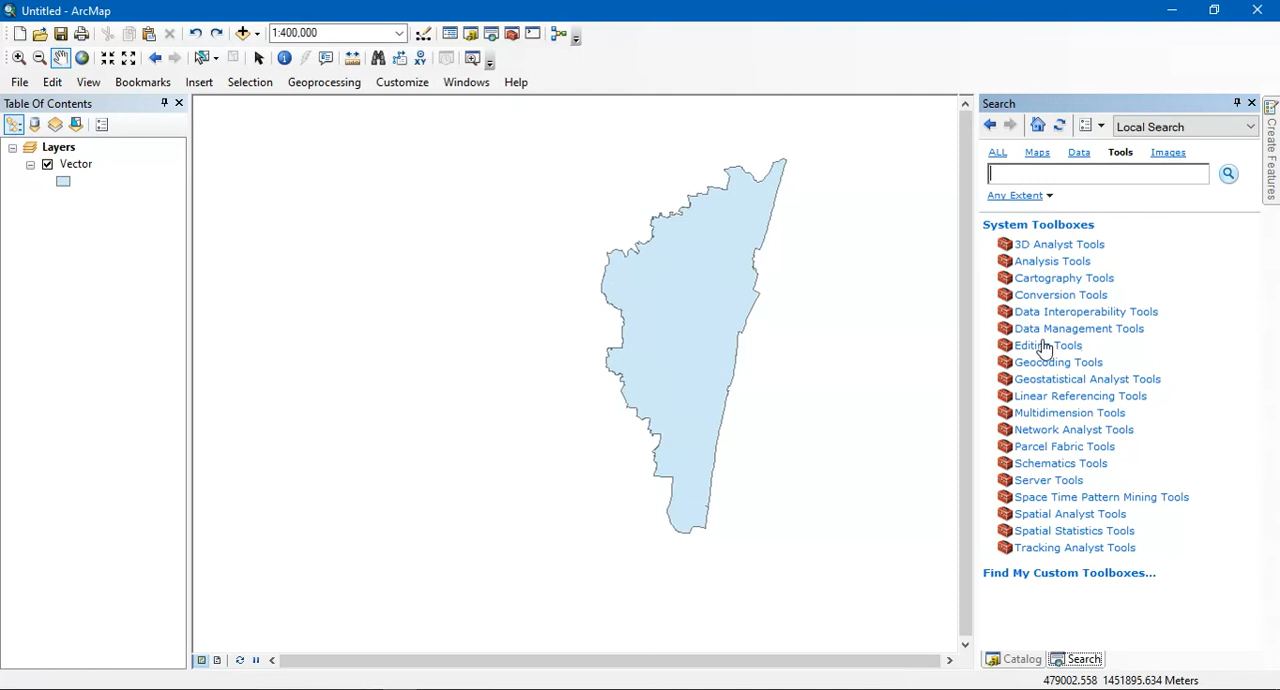 Untitled - ArcMap
1:400,000
File Edit View Bookmarks Insert Selection Geoprocessing Customize Windows Help
Table Of Contents
Layers
Vector
Search
Local Search
ALL Maps Data Tools Images
Any Extent
System Toolboxes
3D Analyst Tools
Analysis Tools
Cartography Tools
Conversion Tools
Data Interoperability Tools
Data Management Tools
Editing Tools
Geocoding Tools
Geostatistical Analyst Tools
Linear Referencing Tools
Multidimension Tools
Network Analyst Tools
Parcel Fabric Tools
Schematics Tools
Server Tools
Space Time Pattern Mining Tools
Spatial Analyst Tools
Spatial Statistics Tools
Tracking Analyst Tools
Find My Custom Toolboxes...
Catalog Search
Create Features
479002.558 1451895.634 Meters